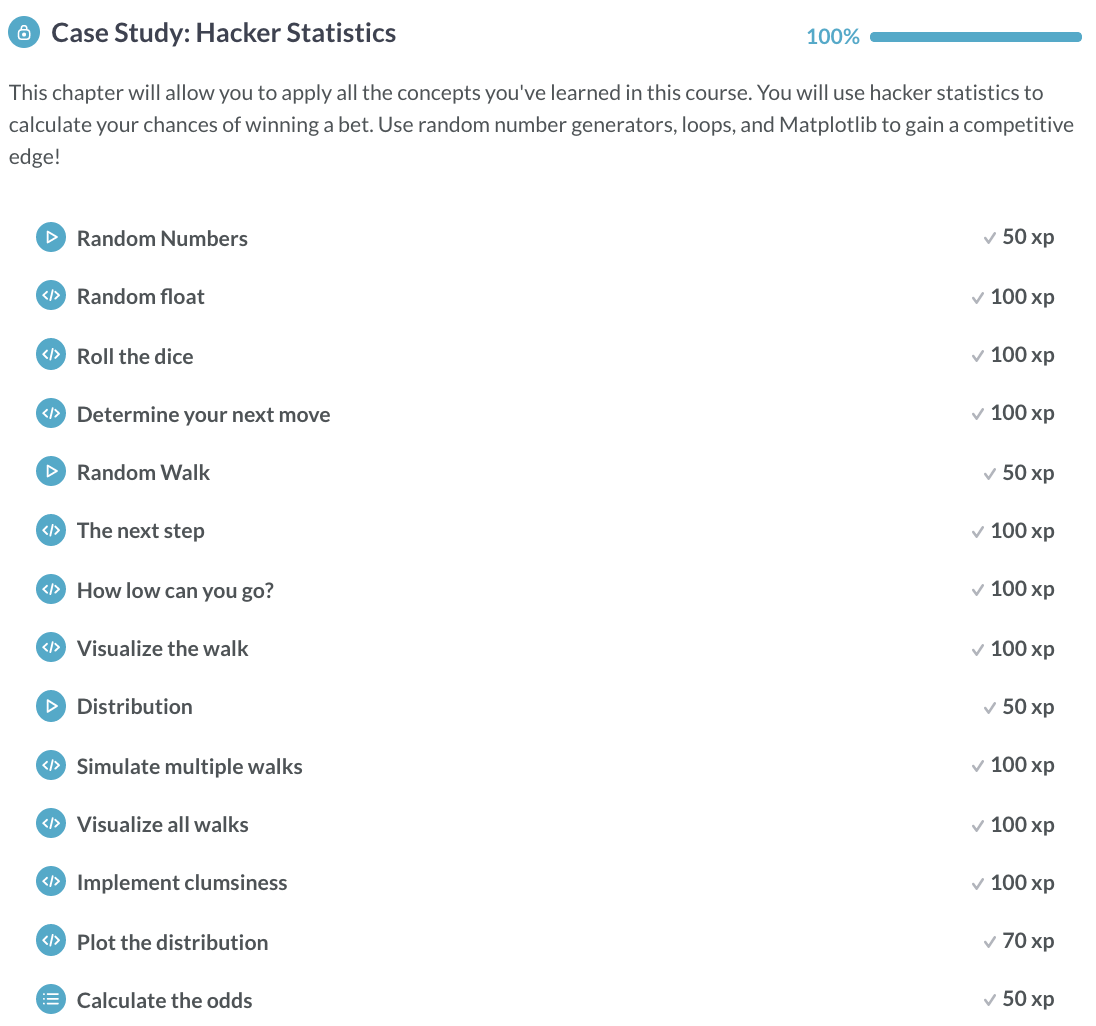 Case Study: Hacker Statistics 100%
This chapter will allow you to apply all the concepts you've learned in this course. You will use hacker statistics to
calculate your chances of winning a bet. Use random number generators, loops, and Matplotlib to gain a competitive
edge!
Random Numbers 50 xp
Random float 100 xp
Roll the dice 100 xp
Determine your next move 100 xp
Random Walk 50 xp
The next step 100 xp
How low can you go? 100 xp
Visualize the walk 100 xp
Distribution 50 xp
Simulate multiple walks 100 xp
Visualize all walks 100 xp
Implement clumsiness 100 xp
Plot the distribution 70 xp
Calculate the odds 50 xp